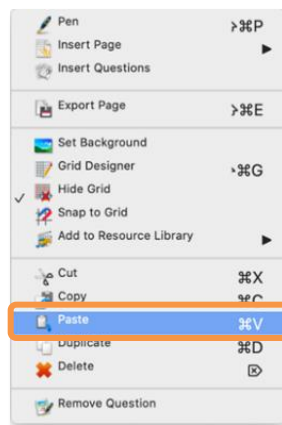 Pen ⌘P
Insert Page
Insert Questions
Export Page ⌘E
Set Background
Grid Designer ⌘G
Hide Grid
Snap to Grid
Add to Resource Library
Cut ⌘X
Copy ⌘C
Paste ⌘V
Duplicate ⌘D
Delete ⌦
Remove Question